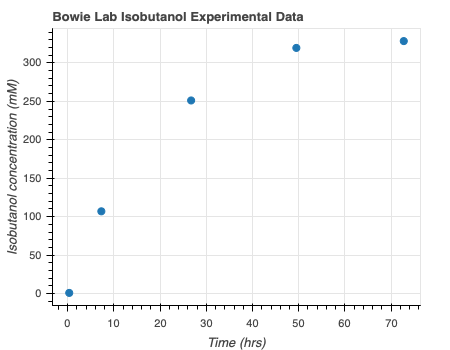 Bowie Lab Isobutanol Experimental Data
Isobutanol concentration (mM)
300
250
200
150
100
50
0
0 10 20 30 40 50 60 70
Time (hrs)